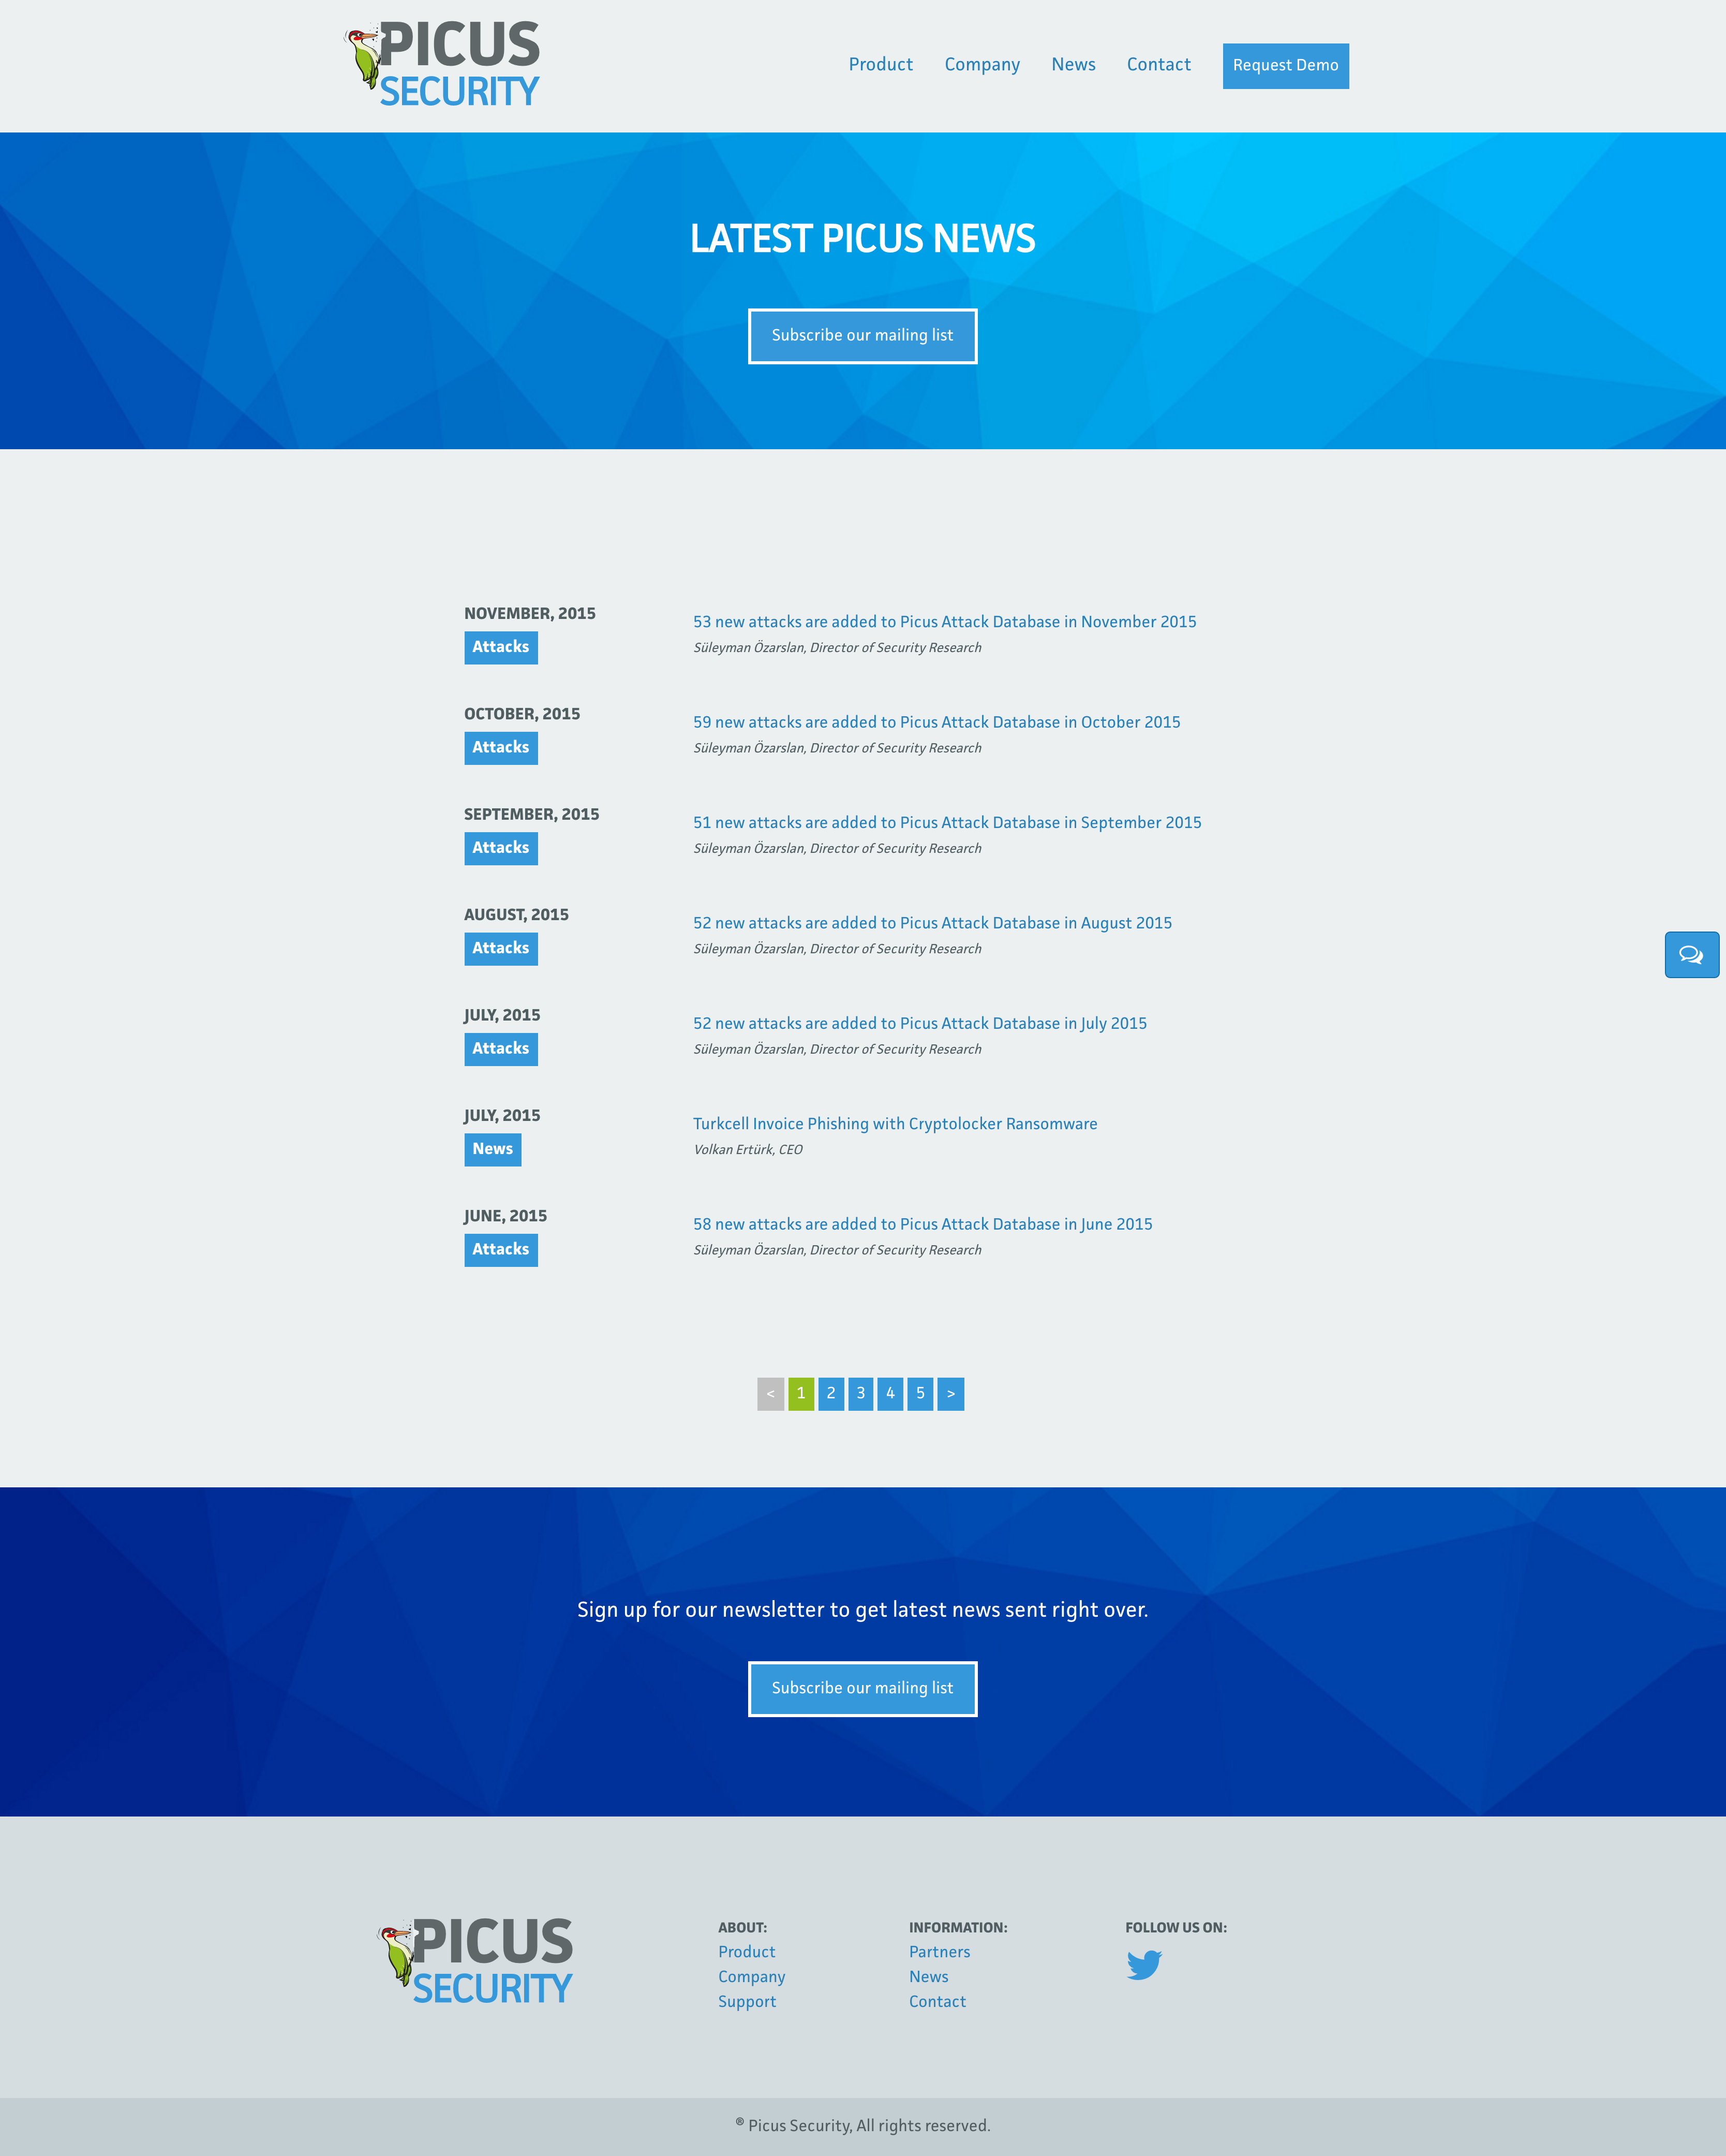 PICUS
SECURITY
Product Company News Contact Request Demo
LATEST PICUS NEWS
Subscribe our mailing list
NOVEMBER, 2015
Attacks
53 new attacks are added to Picus Attack Database in November 2015
Süleyman Özarslan, Director of Security Research
OCTOBER, 2015
Attacks
59 new attacks are added to Picus Attack Database in October 2015
Süleyman Özarslan, Director of Security Research
SEPTEMBER, 2015
Attacks
51 new attacks are added to Picus Attack Database in September 2015
Süleyman Özarslan, Director of Security Research
AUGUST, 2015
Attacks
52 new attacks are added to Picus Attack Database in August 2015
Süleyman Özarslan, Director of Security Research
JULY, 2015
Attacks
52 new attacks are added to Picus Attack Database in July 2015
Süleyman Özarslan, Director of Security Research
JULY, 2015
News
Turkcell Invoice Phishing with Cryptolocker Ransomware
Volkan Ertürk, CEO
JUNE, 2015
Attacks
58 new attacks are added to Picus Attack Database in June 2015
Süleyman Özarslan, Director of Security Research
< 1 2 3 4 5 >
Sign up for our newsletter to get latest news sent right over.
Subscribe our mailing list
PICUS
SECURITY
ABOUT:
Product
Company
Support
INFORMATION:
Partners
News
Contact
FOLLOW US ON:
® Picus Security, All rights reserved.